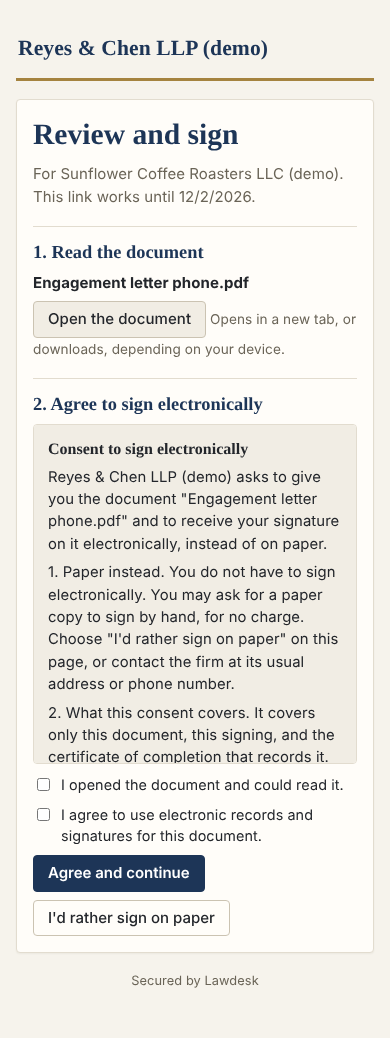 Reyes & Chen LLP (demo)
Review and sign
For Sunflower Coffee Roasters LLC (demo).
This link works until 12/2/2026.
1. Read the document
Engagement letter phone.pdf
Open the document Opens in a new tab, or
downloads, depending on your device.
2. Agree to sign electronically
Consent to sign electronically
Reyes & Chen LLP (demo) asks to give
you the document "Engagement letter
phone.pdf" and to receive your signature
on it electronically, instead of on paper.
1. Paper instead. You do not have to sign
electronically. You may ask for a paper
copy to sign by hand, for no charge.
Choose "I'd rather sign on paper" on this
page, or contact the firm at its usual
address or phone number.
2. What this consent covers. It covers
only this document, this signing, and the
certificate of completion that records it.
I opened the document and could read it.
I agree to use electronic records and
signatures for this document.
Agree and continue
I'd rather sign on paper
Secured by Lawdesk